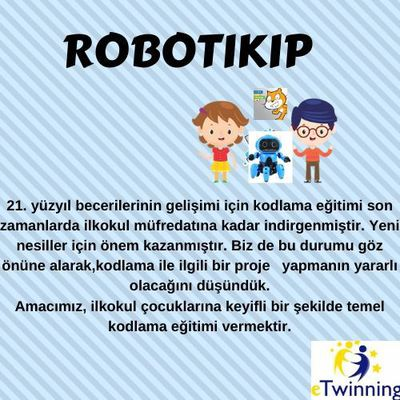 ROBOTIKIP
21. yüzyıl becerilerinin gelişimi için kodlama eğitimi son
zamanlarda ilkokul müfredatına kadar indirgenmiştir. Yeni
nesiller için önem kazanmıştır. Biz de bu durumu göz
önüne alarak,kodlama ile ilgili bir proje yapmanın yararlı
olacağını düşündük.
Amacımız, ilkokul çocuklarına keyifli bir şekilde temel
kodlama eğitimi vermektir.
eTwinning